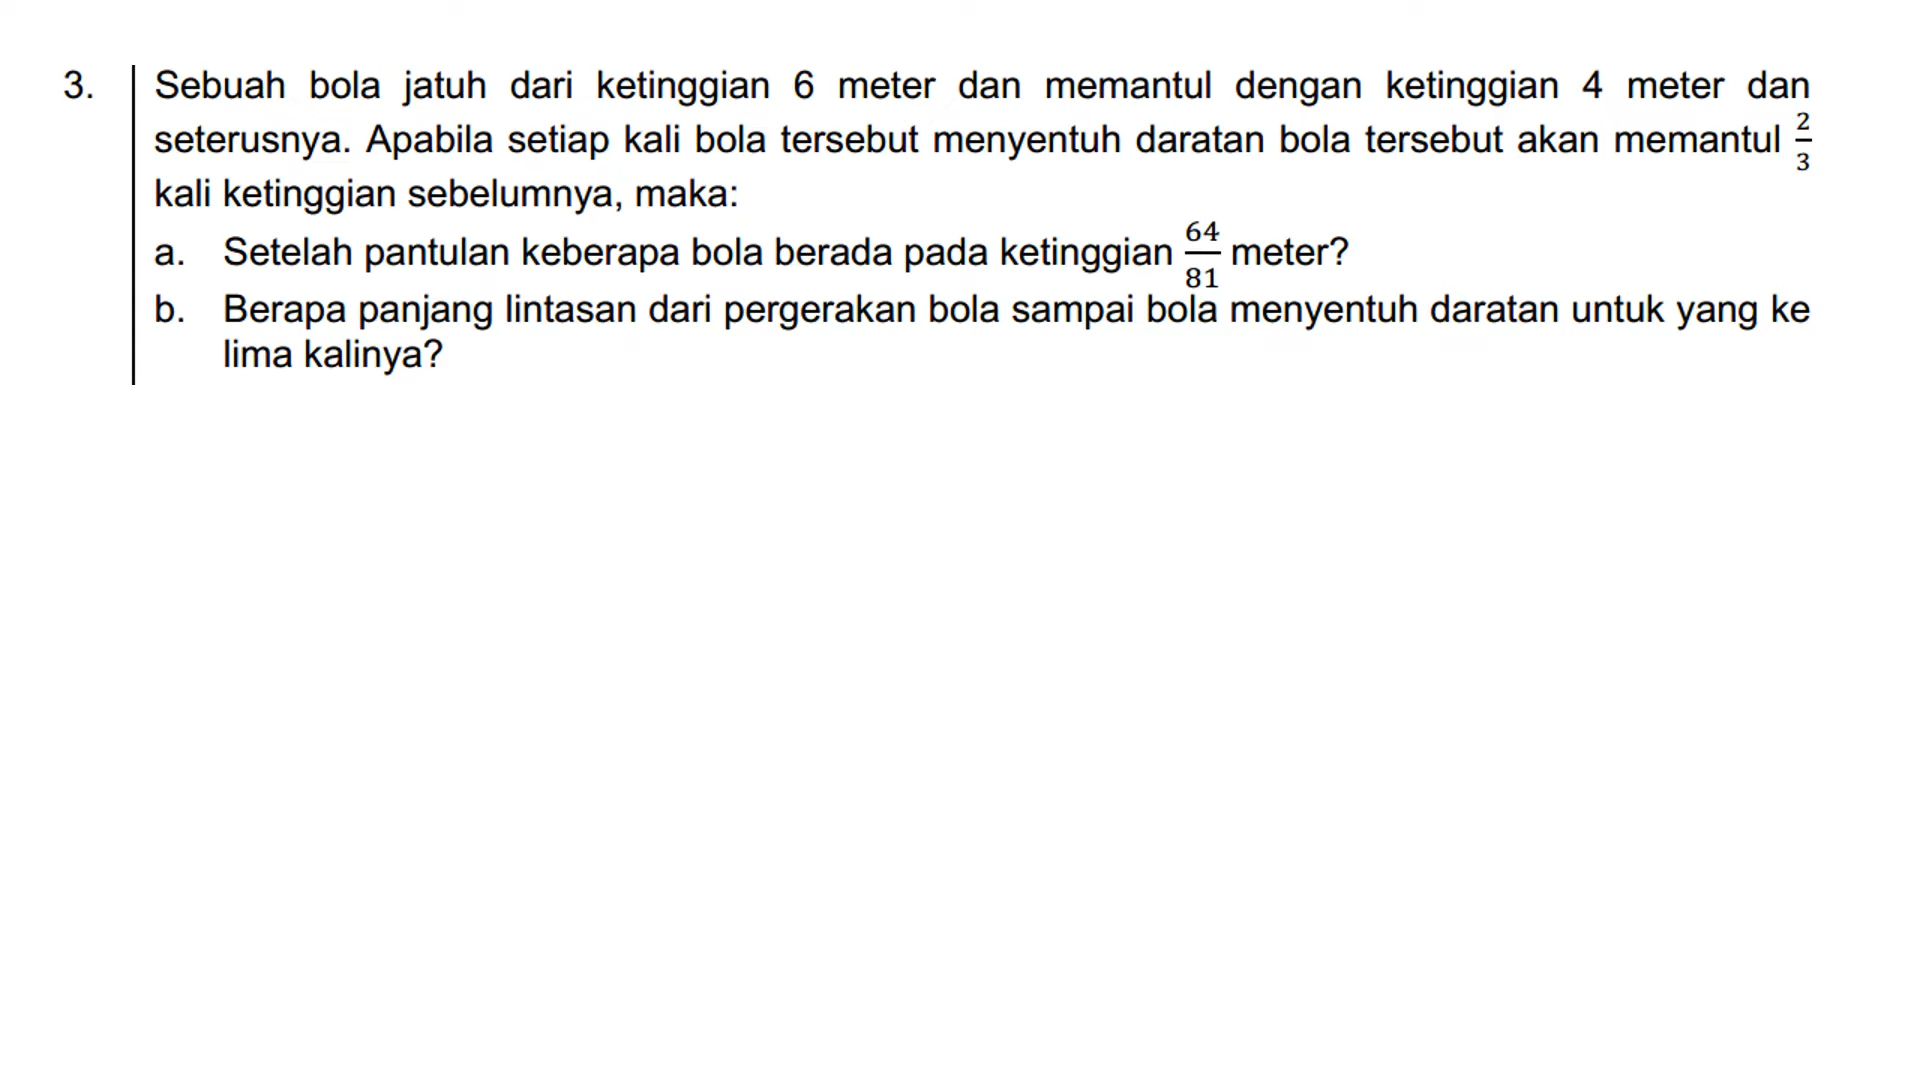 3. Sebuah bola jatuh dari ketinggian 6 meter dan memantul dengan ketinggian 4 meter dan
seterusnya. Apabila setiap kali bola tersebut menyentuh daratan bola tersebut akan memantul 2/3
kali ketinggian sebelumnya, maka:
a. Setelah pantulan keberapa bola berada pada ketinggian 64/81 meter?
b. Berapa panjang lintasan dari pergerakan bola sampai bola menyentuh daratan untuk yang ke
lima kalinya?